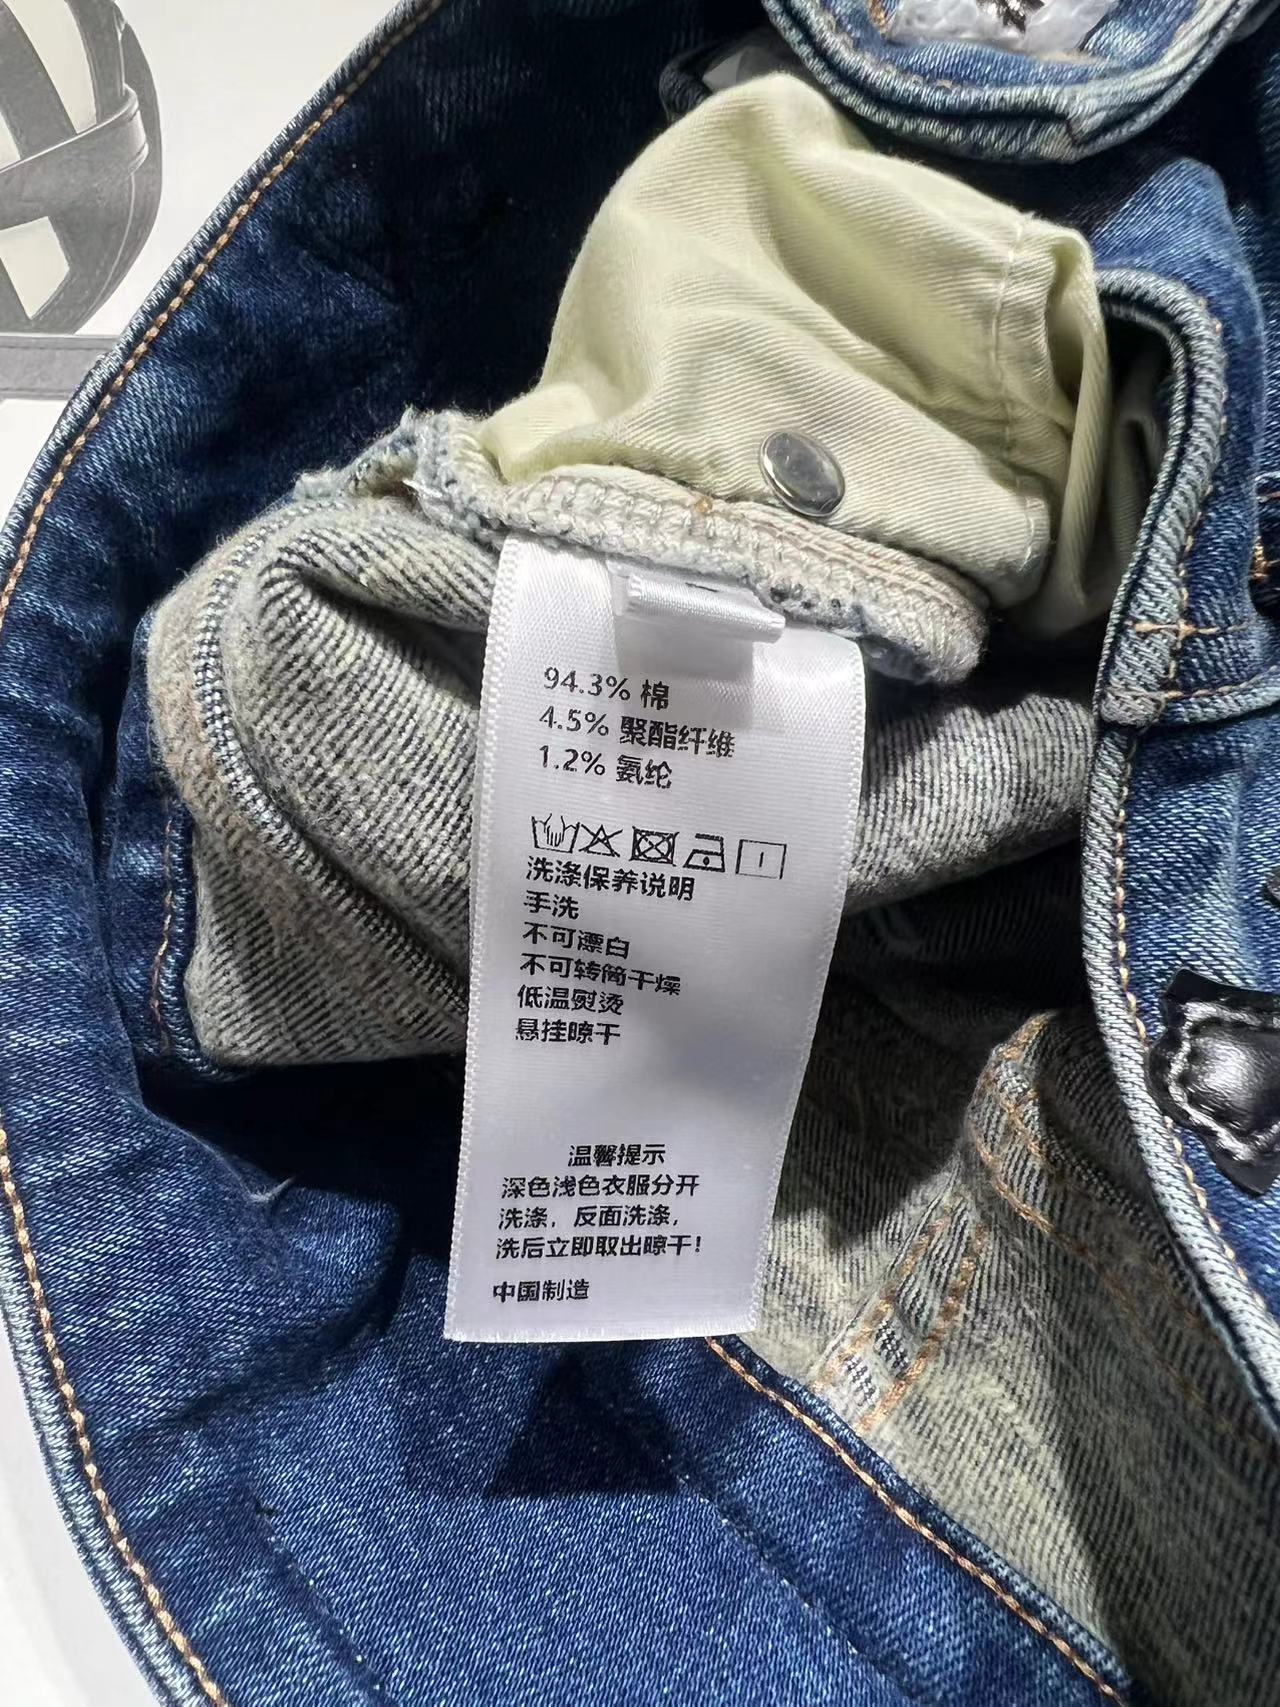 94.3% 棉
4.5% 聚酯纤维
1.2% 氨纶
洗涤保养说明
手洗
不可漂白
不可转筒干燥
低温熨烫
悬挂晾干
温馨提示
深色浅色衣服分开
洗涤，反面洗涤，
洗后立即取出晾干！
中国制造